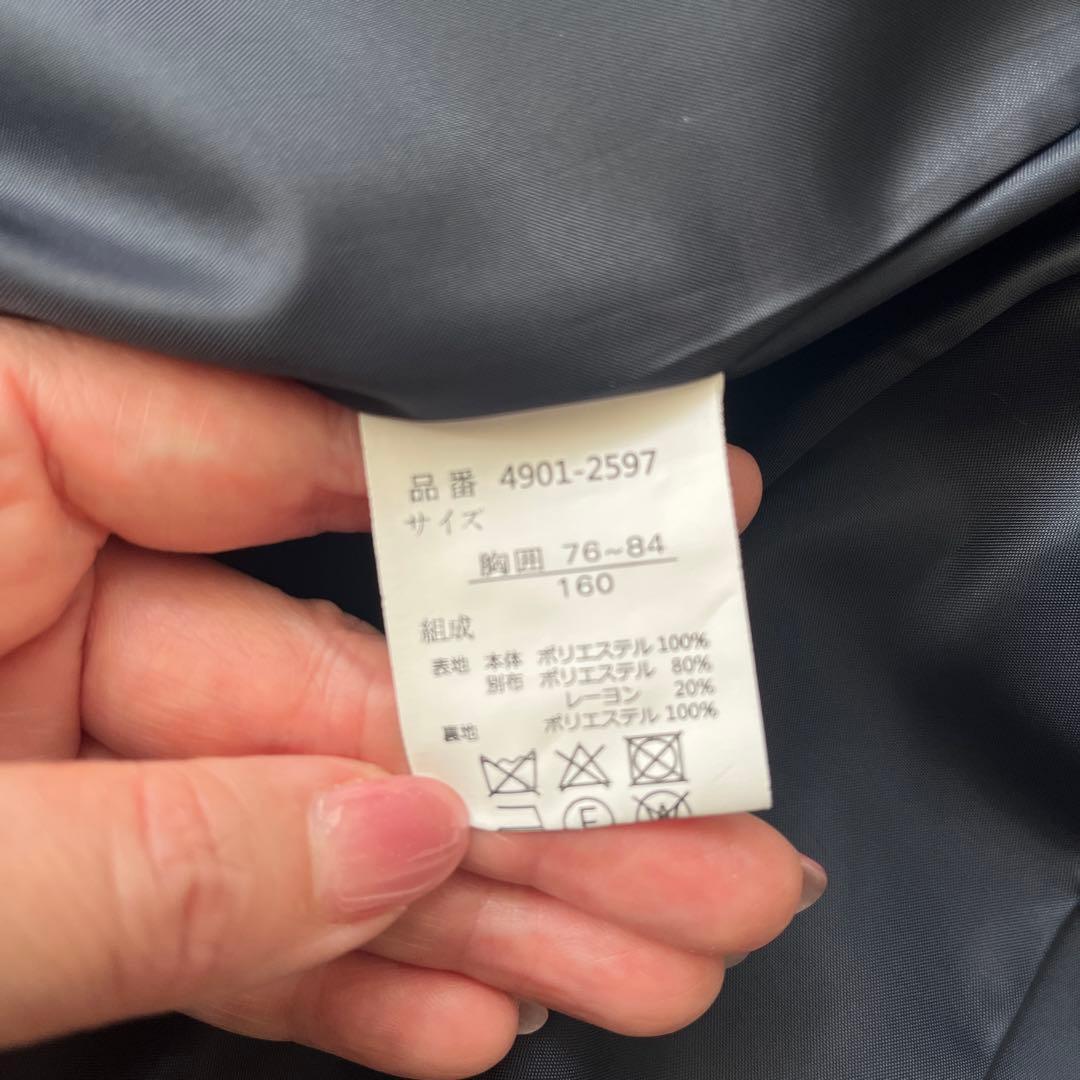 品番 4901-2597
サイズ
胸囲 76~84
160
組成
表地 本体 ポリエステル 100%
別布 ポリエステル 80%
レーヨン 20%
裏地 ポリエステル 100%
F
W